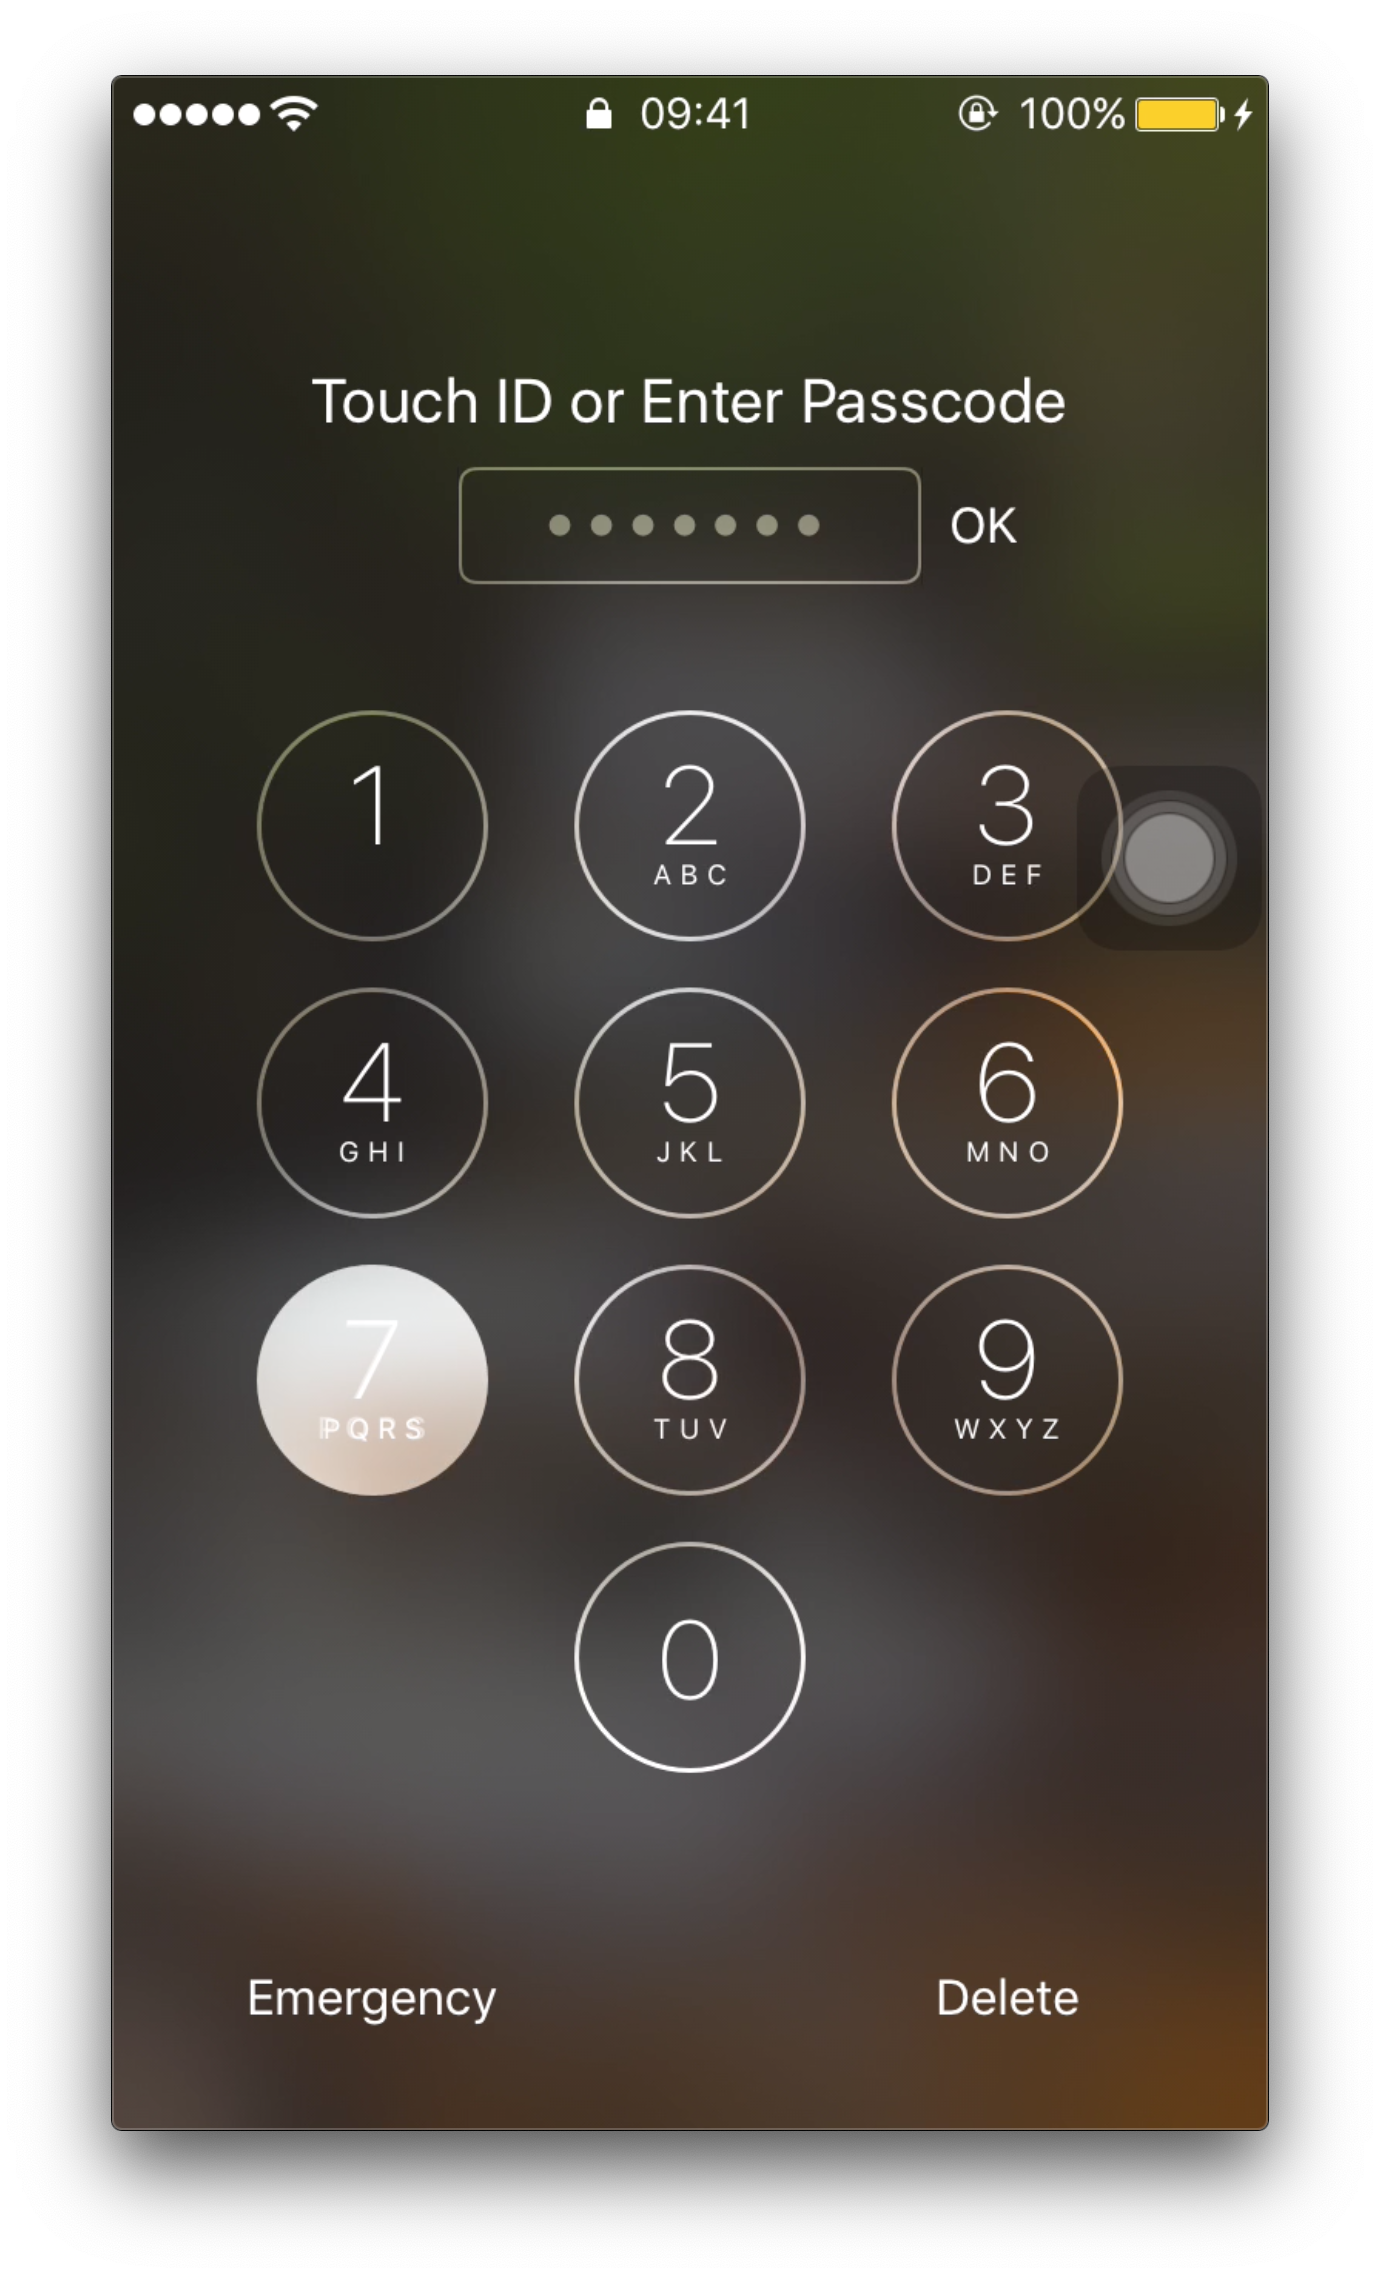 09:41 100%
Touch ID or Enter Passcode
OK
1 2 3
ABC DEF
4 5 6
GHI JKL MNO
7 8 9
PQRS TUV WXYZ
0
Emergency Delete